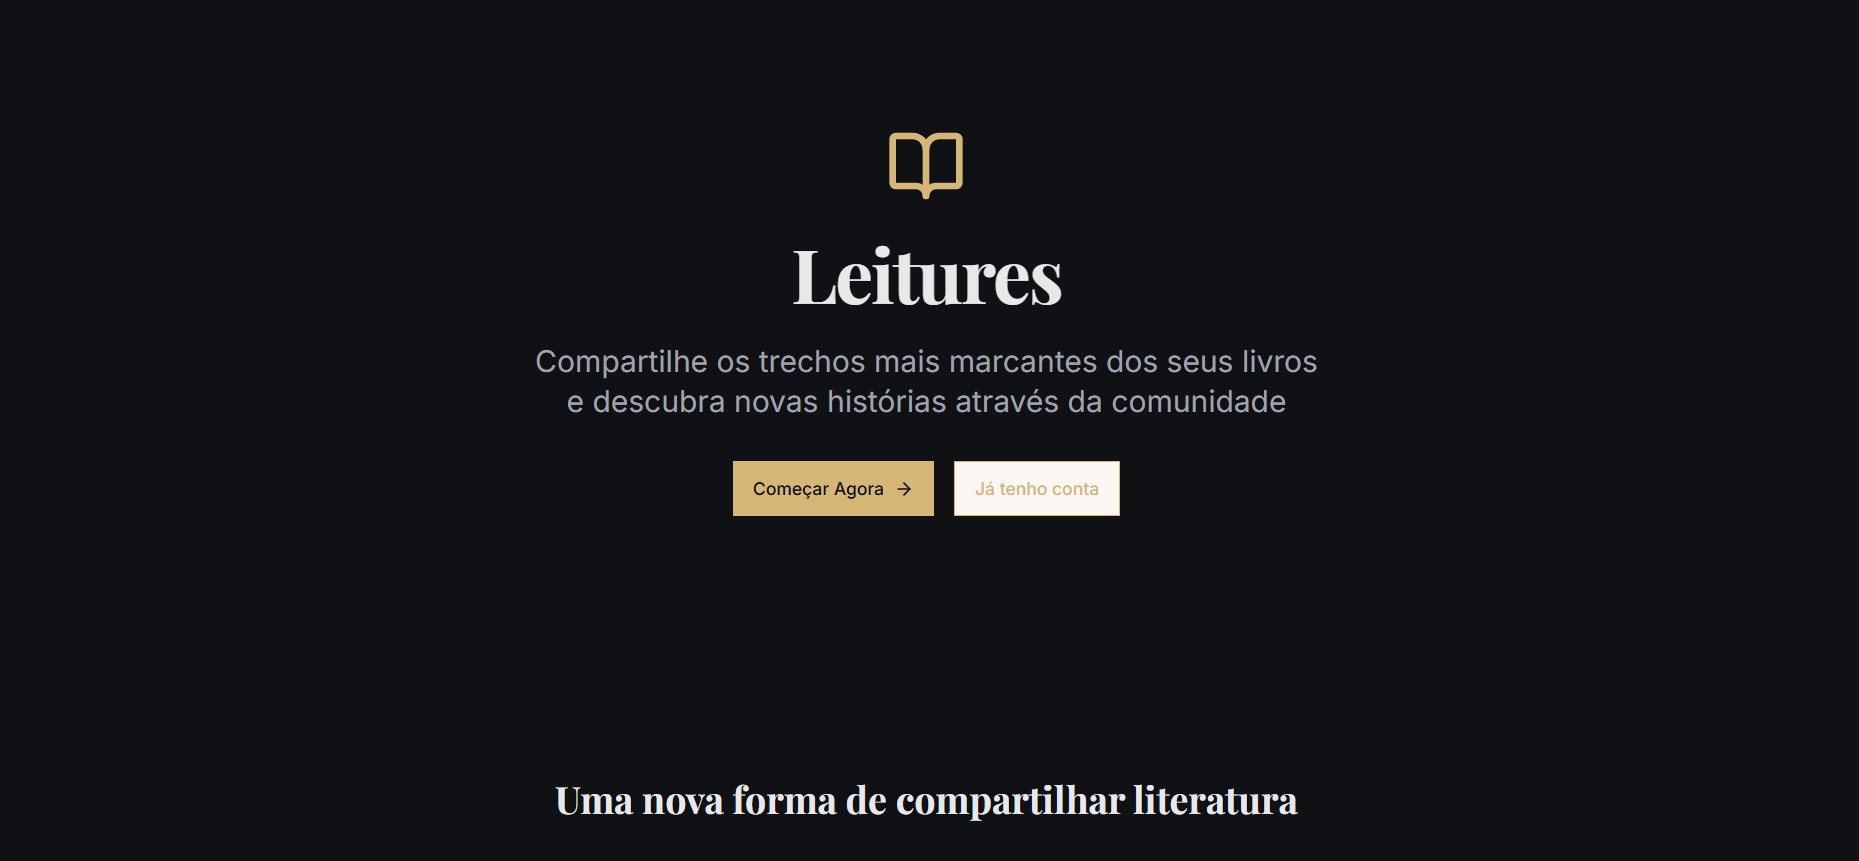 Leitures
Compartilhe os trechos mais marcantes dos seus livros
e descubra novas histórias através da comunidade
Começar Agora →
Já tenho conta
Uma nova forma de compartilhar literatura